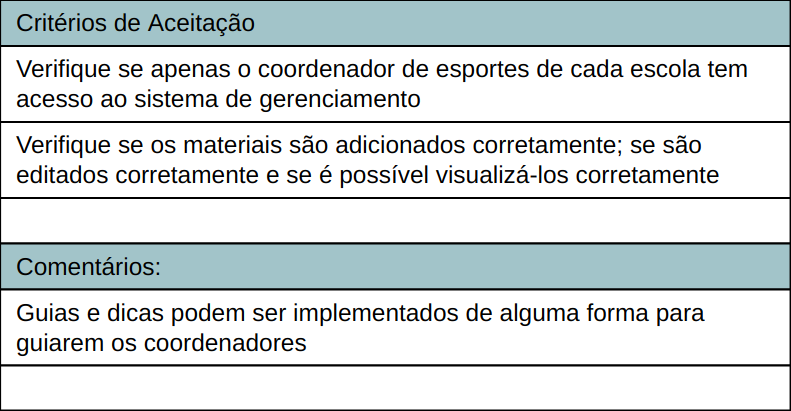 Critérios de Aceitação
Verifique se apenas o coordenador de esportes de cada escola tem
acesso ao sistema de gerenciamento
Verifique se os materiais são adicionados corretamente; se são
editados corretamente e se é possível visualizá-los corretamente
Comentários:
Guias e dicas podem ser implementados de alguma forma para
guiarem os coordenadores